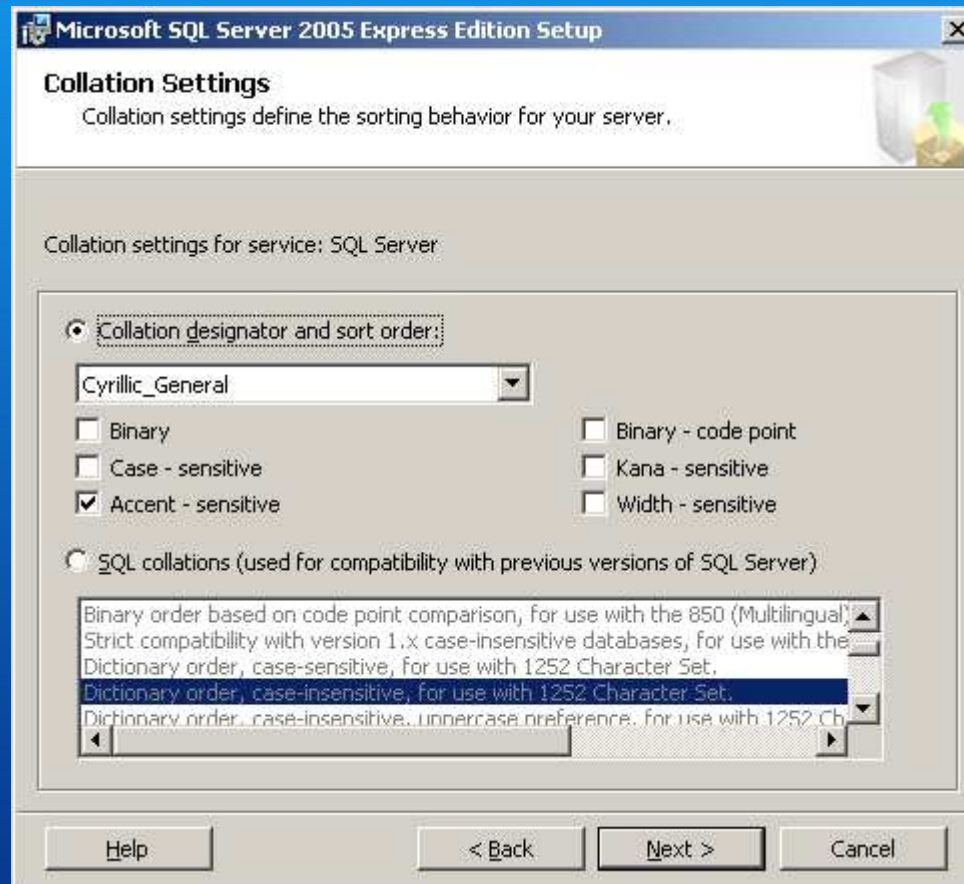 Microsoft SQL Server 2005 Express Edition Setup
Collation Settings
Collation settings define the sorting behavior for your server.
Collation settings for service: SQL Server
Collation designator and sort order:
Cyrillic_General
Binary
Binary - code point
Case - sensitive
Kana - sensitive
Accent - sensitive
Width - sensitive
SQL collations (used for compatibility with previous versions of SQL Server)
Binary order based on code point comparison, for use with the 850 (Multilingual)
Strict compatibility with version 1.x case-insensitive databases, for use with the
Dictionary order, case-sensitive, for use with 1252 Character Set.
Dictionary order, case-insensitive, for use with 1252 Character Set.
Dictionary order, case-insensitive, uppercase preference, for use with 1252 Ch
Help
< Back
Next >
Cancel